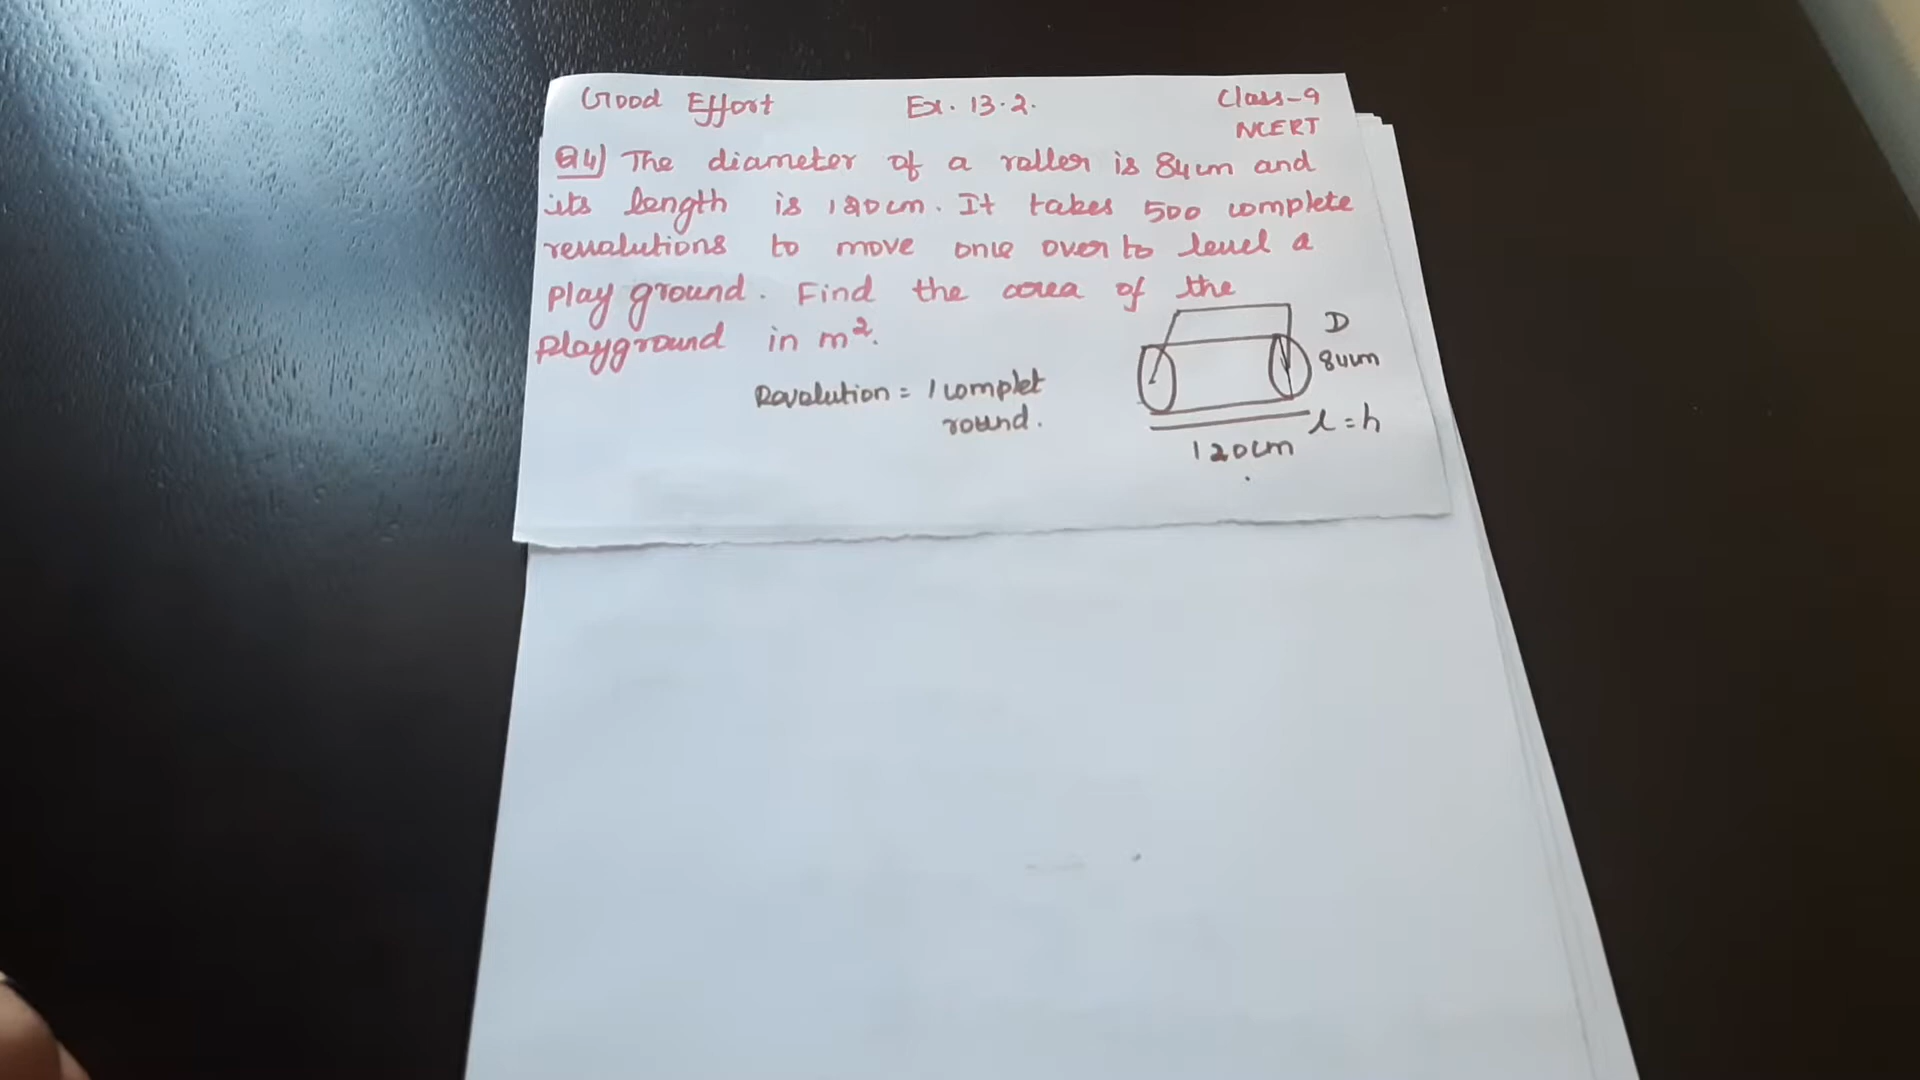 Good Effort Ex. 13.2. Class-9
NCERT
Q4) The diameter of a roller is 84cm and
its length is 120cm. It takes 500 complete
revolutions to move once over to level a
play ground. Find the area of the
playground in m².
D
84cm
Revolution = 1 complet
round.
l = h
120cm